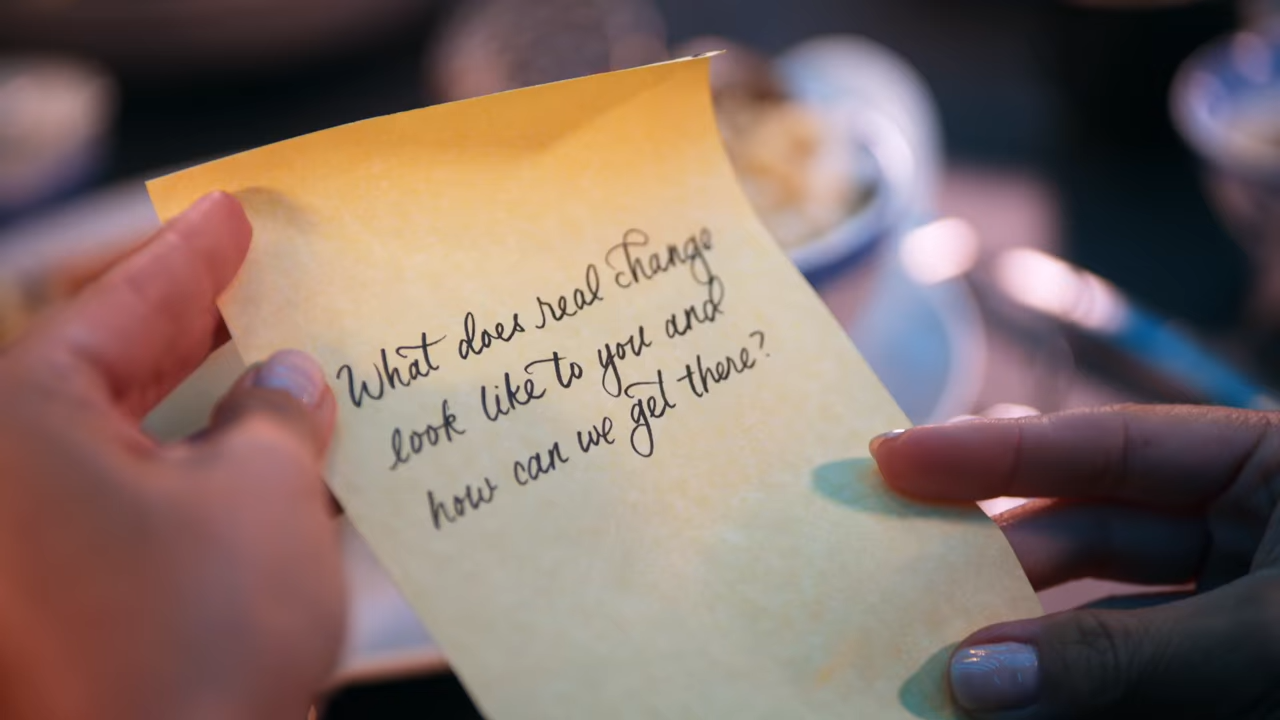 What does real change
look like to you and
how can we get there?